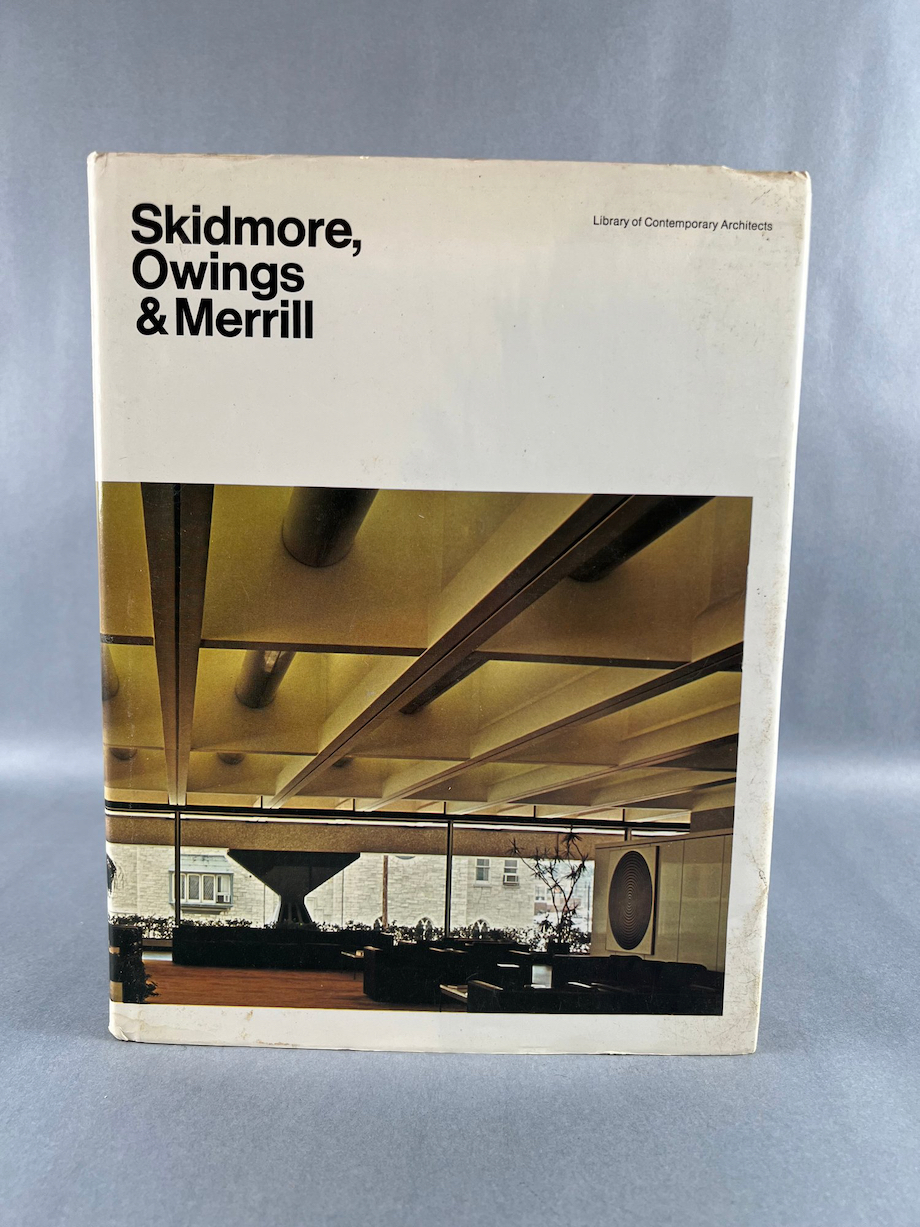 Skidmore,
Owings
& Merrill
Library of Contemporary Architects